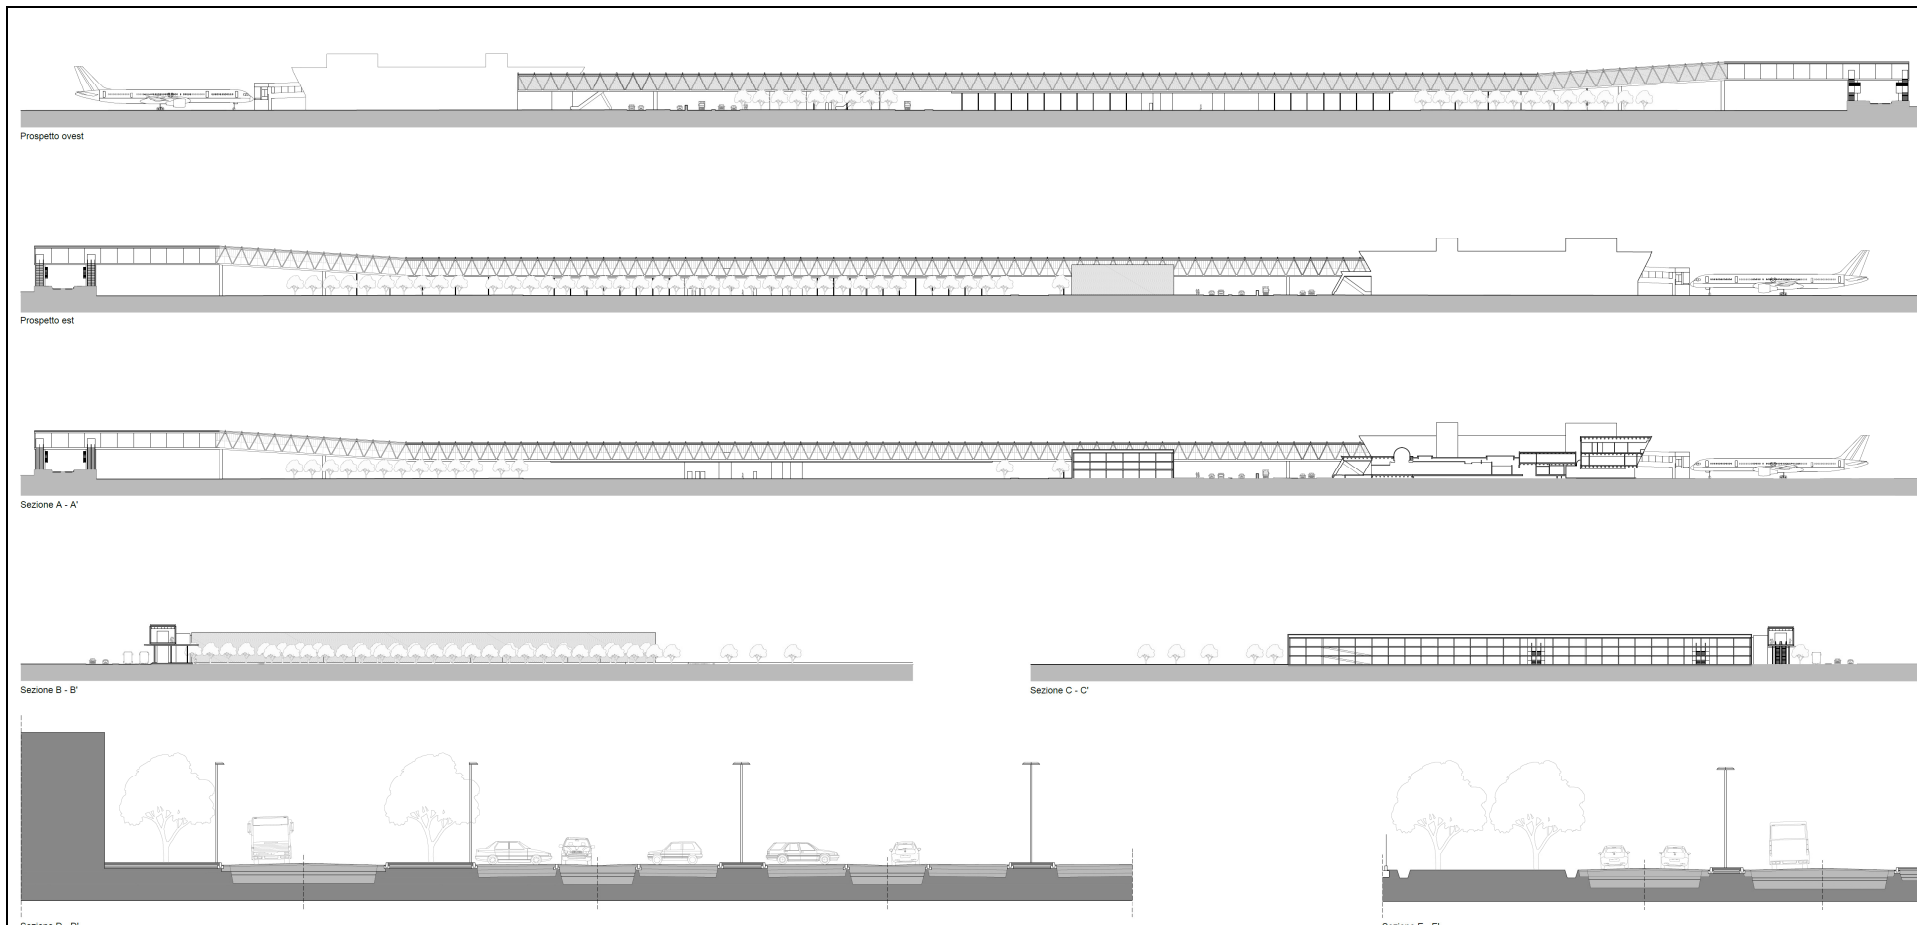 Prospetto ovest
Prospetto est
Sezione A - A'
Sezione B - B'
Sezione C - C'